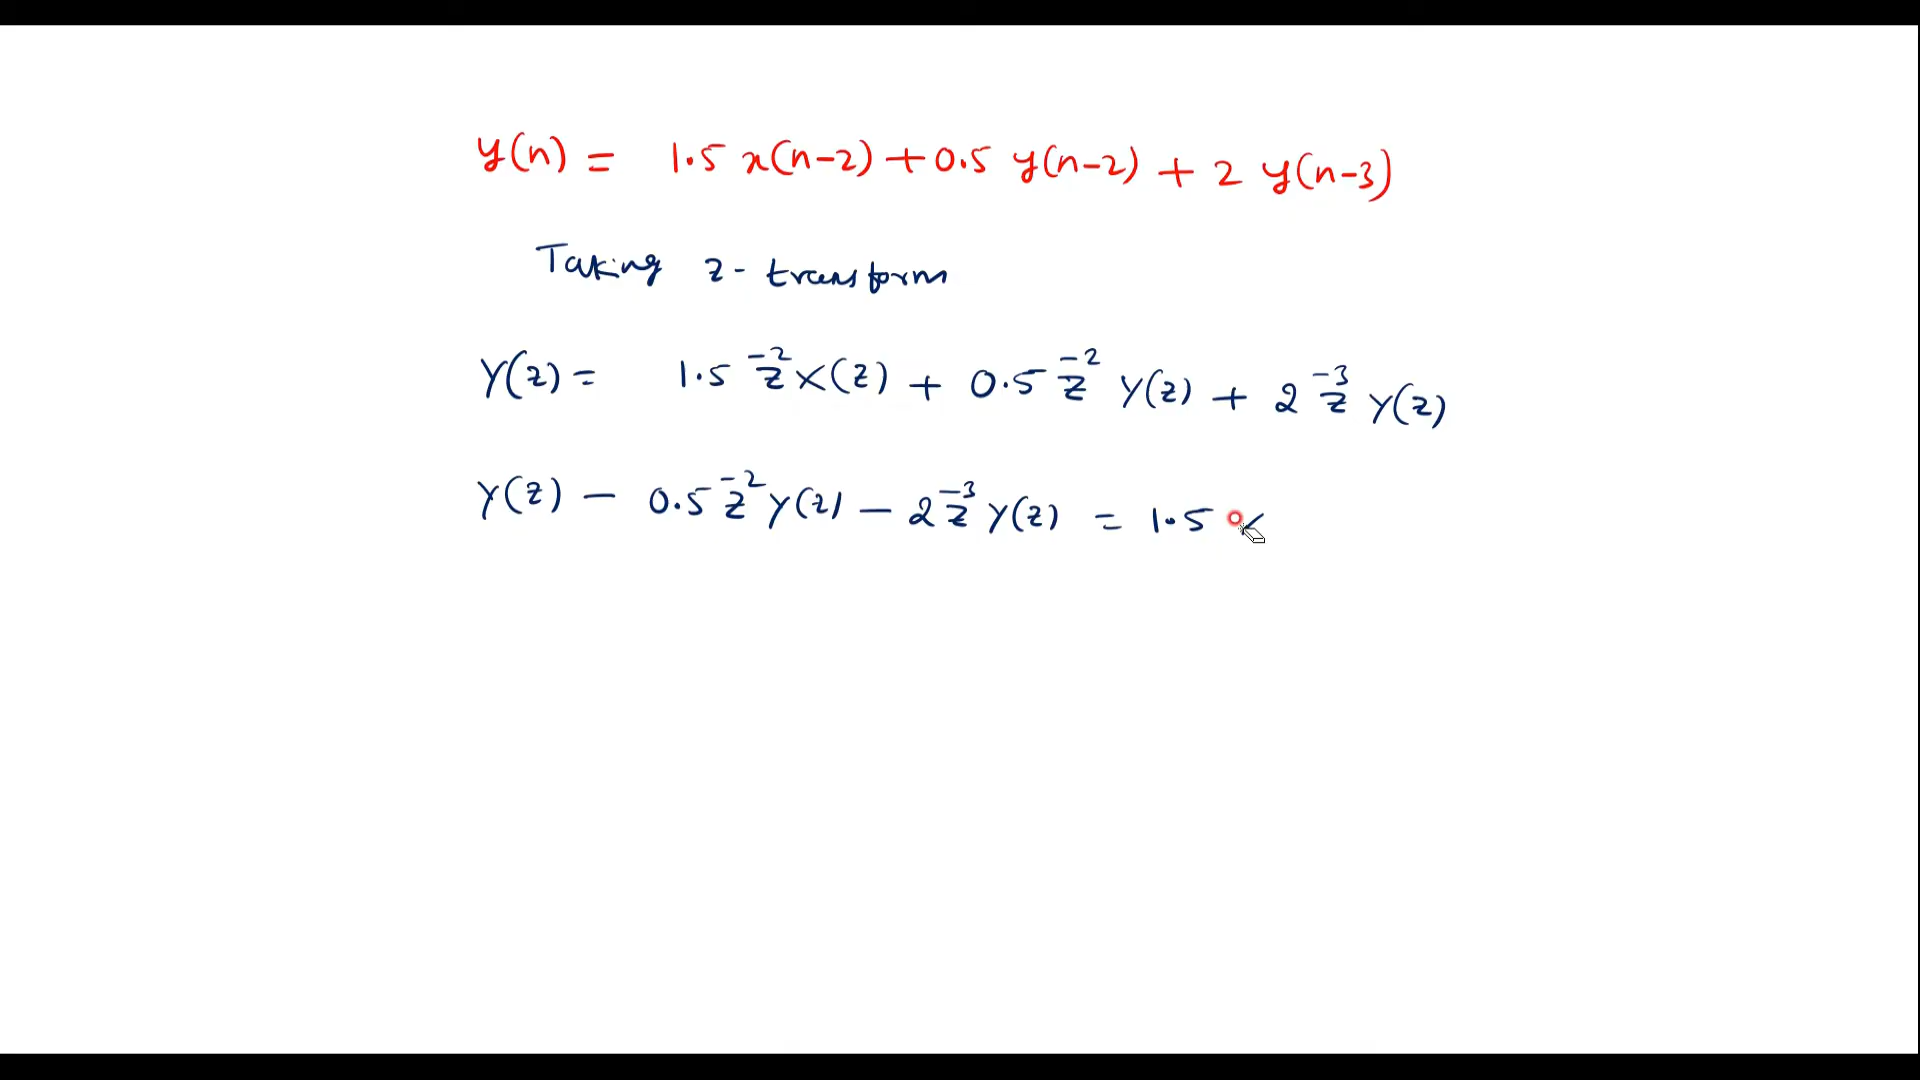 y(n) = 1.5 x(n-2) + 0.5 y(n-2) + 2 y(n-3)
Taking z-transform
Y(z) = 1.5 z⁻² X(z) + 0.5 z⁻² Y(z) + 2 z⁻³ Y(z)
Y(z) - 0.5 z⁻² Y(z) - 2 z⁻³ Y(z) = 1.5